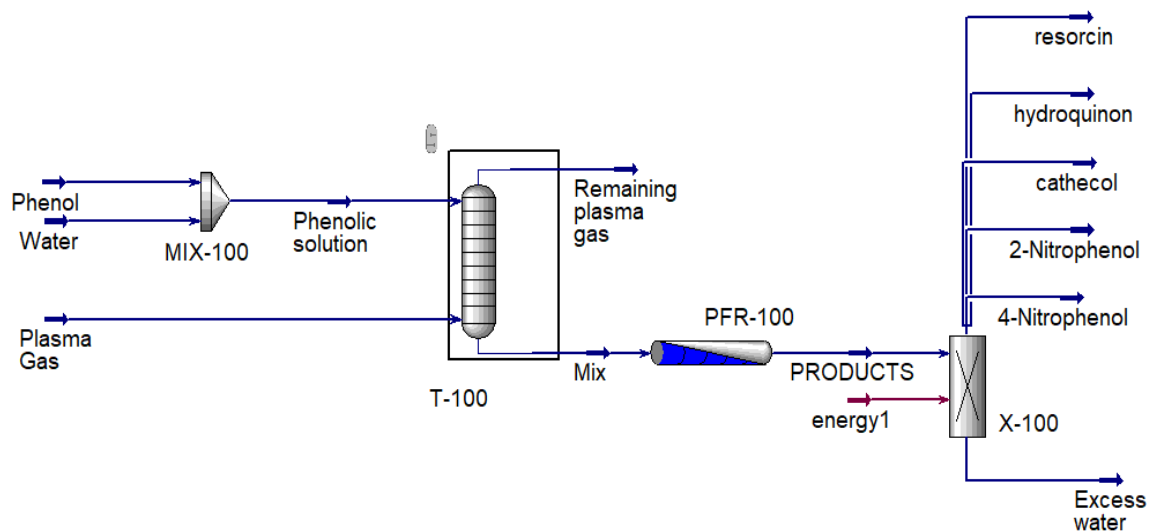 resorcin
hydroquinon
cathecol
2-Nitrophenol
4-Nitrophenol
Phenol
Water
MIX-100
Phenolic
solution
Plasma
Gas
Remaining
plasma
gas
T-100
Mix
PFR-100
PRODUCTS
energy1
X-100
Excess
water